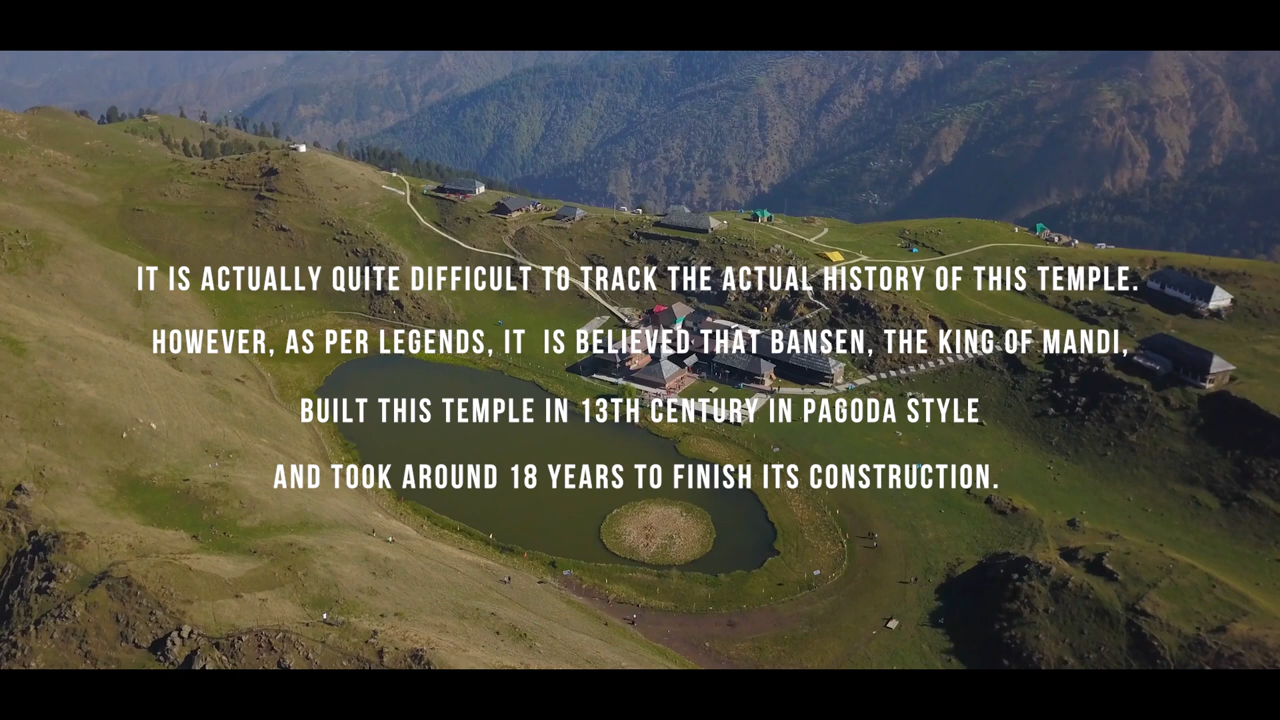 IT IS ACTUALLY QUITE DIFFICULT TO TRACK THE ACTUAL HISTORY OF THIS TEMPLE.
HOWEVER, AS PER LEGENDS, IT IS BELIEVED THAT BANSEN, THE KING OF MANDI,
BUILT THIS TEMPLE IN 13TH CENTURY IN PAGODA STYLE
AND TOOK AROUND 18 YEARS TO FINISH ITS CONSTRUCTION.